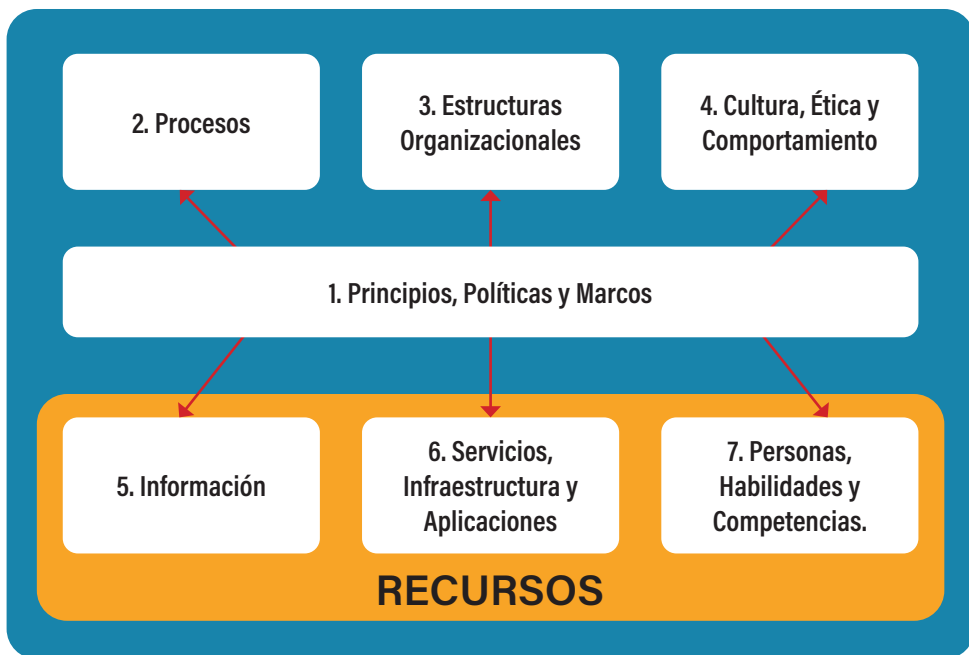 2. Procesos
3. Estructuras
Organizacionales
4. Cultura, Ética y
Comportamiento
1. Principios, Políticas y Marcos
5. Información
6. Servicios,
Infraestructura y
Aplicaciones
7. Personas,
Habilidades y
Competencias.
RECURSOS